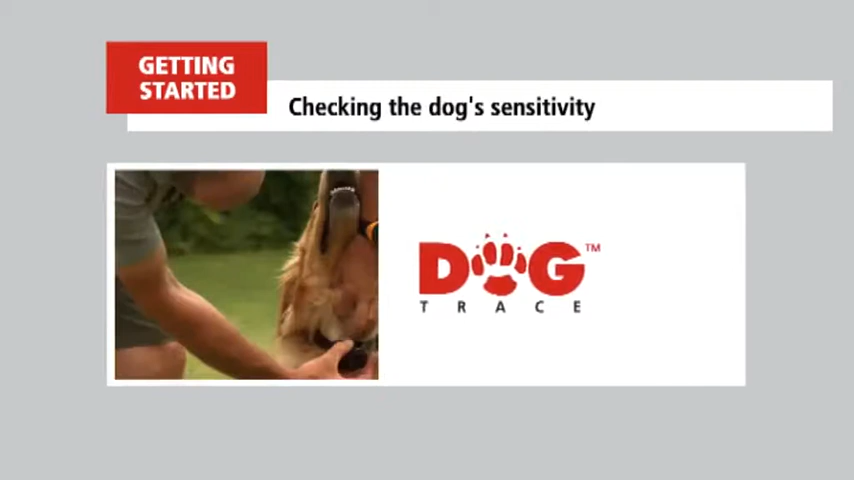 GETTING
STARTED
Checking the dog's sensitivity
DOG™
TRACE